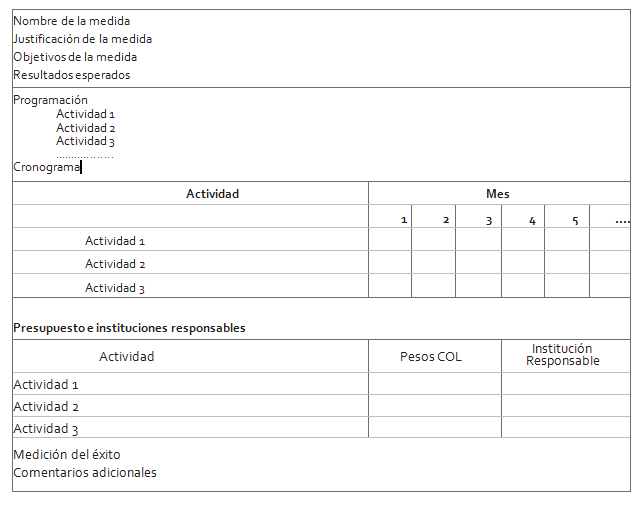 Nombre de la medida
Justificación de la medida
Objetivos de la medida
Resultados esperados
Programación
Actividad 1
Actividad 2
Actividad 3
..................
Cronograma
Actividad Mes
1 2 3 4 5 ....
Actividad 1
Actividad 2
Actividad 3
Presupuesto e instituciones responsables
Actividad Pesos COL Institución Responsable
Actividad 1
Actividad 2
Actividad 3
Medición del éxito
Comentarios adicionales